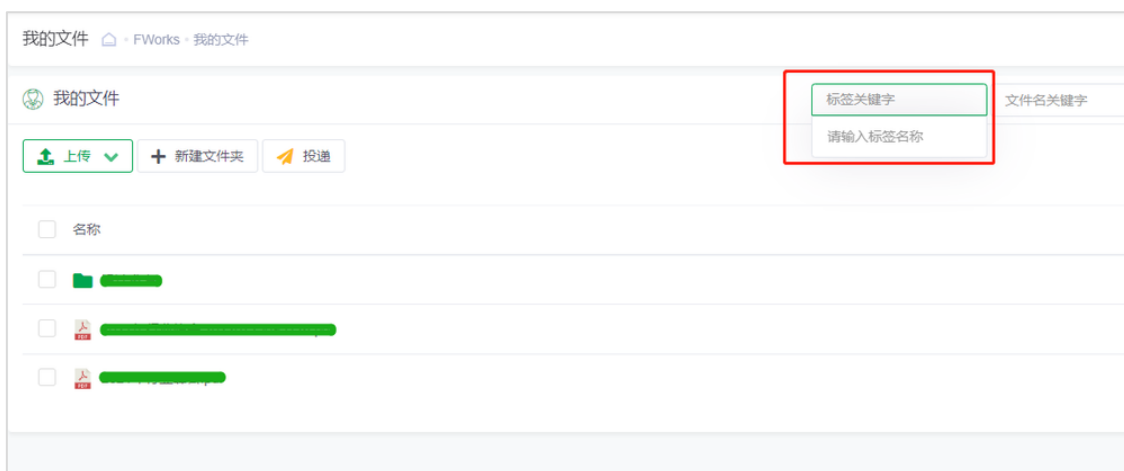 我的文件 FWorks 我的文件
我的文件
标签关键字 文件名关键字
请输入标签名称
上传 新建文件夹 投递
名称
PDF
PDF